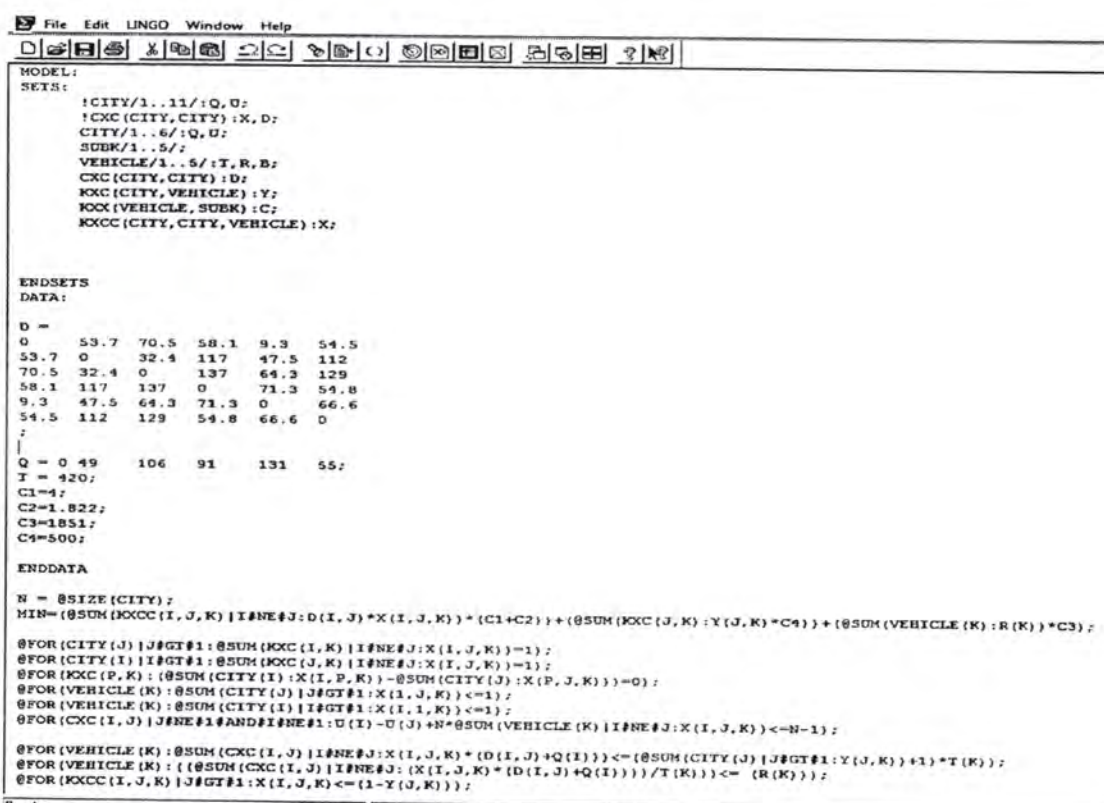 File Edit LINGO Window Help
MODEL:
SETS:
!CITY/1..11/:Q,U;
!CXC(CITY,CITY):X,D;
CITY/1..6/:Q,U;
SUBK/1..5/;
VEHICLE/1..5/:T,R,B;
CXC(CITY,CITY):D;
KXC(CITY,VEHICLE):Y;
KXX(VEHICLE,SUBK):C;
KXCC(CITY,CITY,VEHICLE):X;
ENDSETS
DATA:
D =
0 53.7 70.5 58.1 9.3 54.5
53.7 0 32.4 117 47.5 112
70.5 32.4 0 137 64.3 129
58.1 117 137 0 71.3 54.8
9.3 47.5 64.3 71.3 0 66.6
54.5 112 129 54.8 66.6 0
;
Q = 0 49 106 91 131 55;
T = 420;
C1=4;
C2=1.822;
C3=1851;
C4=500;
ENDDATA
N = @SIZE(CITY);
MIN=(@SUM(KXCC(I,J,K)|I#NE#J:D(I,J)*X(I,J,K))*(C1+C2))+(@SUM(KXC(J,K):Y(J,K)*C4))+(@SUM(VEHICLE(K):R(K))*C3);
@FOR(CITY(J)|J#GT#1:@SUM(KXC(I,K)|I#NE#J:X(I,J,K))=1);
@FOR(CITY(I)|I#GT#1:@SUM(KXC(J,K)|I#NE#J:X(I,J,K))=1);
@FOR(KXC(P,K):(@SUM(CITY(I):X(I,P,K))-@SUM(CITY(J):X(P,J,K)))=0);
@FOR(VEHICLE(K):@SUM(CITY(J)|J#GT#1:X(1,J,K))<=1);
@FOR(VEHICLE(K):@SUM(CITY(I)|I#GT#1:X(I,1,K))<=1);
@FOR(CXC(I,J)|J#NE#1#AND#I#NE#1:U(I)-U(J)+N*@SUM(VEHICLE(K)|I#NE#J:X(I,J,K))<=N-1);
@FOR(VEHICLE(K):@SUM(CXC(I,J)|I#NE#J:X(I,J,K)*(D(I,J)+Q(I)))<=(@SUM(CITY(J)|J#GT#1:Y(J,K))+1)*T(K));
@FOR(VEHICLE(K):((@SUM(CXC(I,J)|I#NE#J:(X(I,J,K)*(D(I,J)+Q(I))))/T(K)))<= (R(K)));
@FOR(KXCC(I,J,K)|J#GT#1:X(I,J,K)<=(1-Y(J,K)));